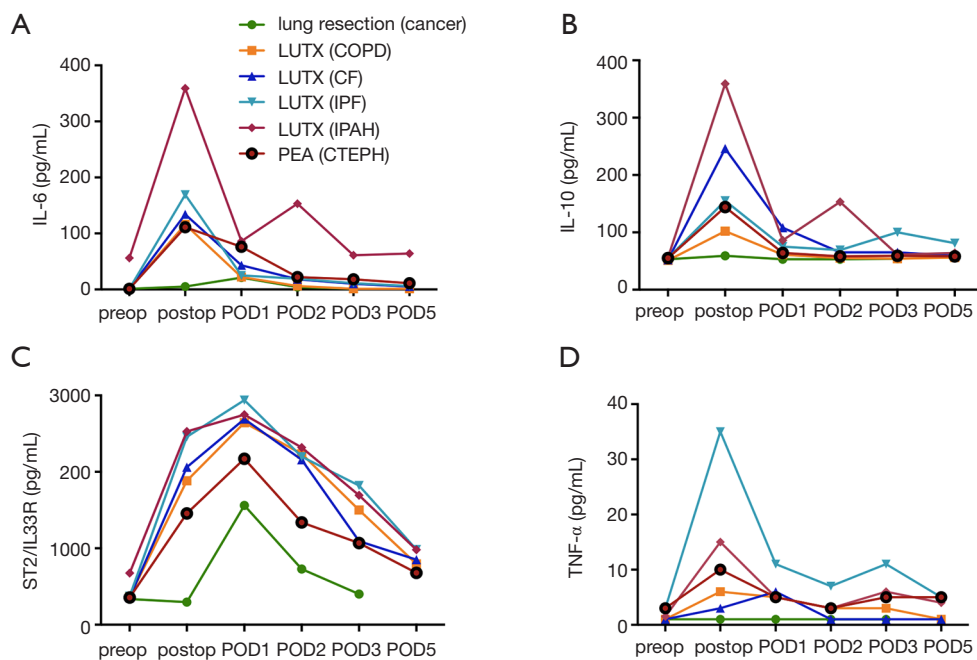 A
lung resection (cancer)
LUTX (COPD)
LUTX (CF)
LUTX (IPF)
LUTX (IPAH)
PEA (CTEPH)
IL-6 (pg/mL)
400
300
200
100
0
preop postop POD1 POD2 POD3 POD5
B
IL-10 (pg/mL)
400
300
200
100
0
preop postop POD1 POD2 POD3 POD5
C
ST2/IL33R (pg/mL)
3000
200
1000
0
preop postop POD1 POD2 POD3 POD5
D
TNF-α (pg/mL)
40
30
20
10
0
preop postop POD1 POD2 POD3 POD5